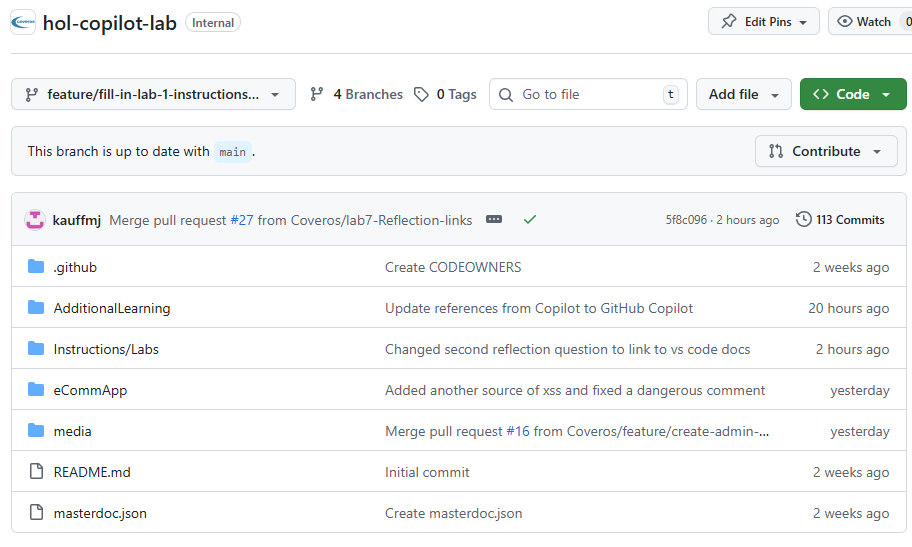 COVEROS hol-copilot-lab Internal Edit Pins Watch 0
feature/fill-in-lab-1-instructions... 4 Branches 0 Tags Go to file t Add file Code
This branch is up to date with main . Contribute
kauffmj Merge pull request #27 from Coveros/lab7-Reflection-links 5f8c096 · 2 hours ago 113 Commits
.github Create CODEOWNERS 2 weeks ago
AdditionalLearning Update references from Copilot to GitHub Copilot 20 hours ago
Instructions/Labs Changed second reflection question to link to vs code docs 2 hours ago
eCommApp Added another source of xss and fixed a dangerous comment yesterday
media Merge pull request #16 from Coveros/feature/create-admin-... yesterday
README.md Initial commit 2 weeks ago
masterdoc.json Create masterdoc.json 2 weeks ago